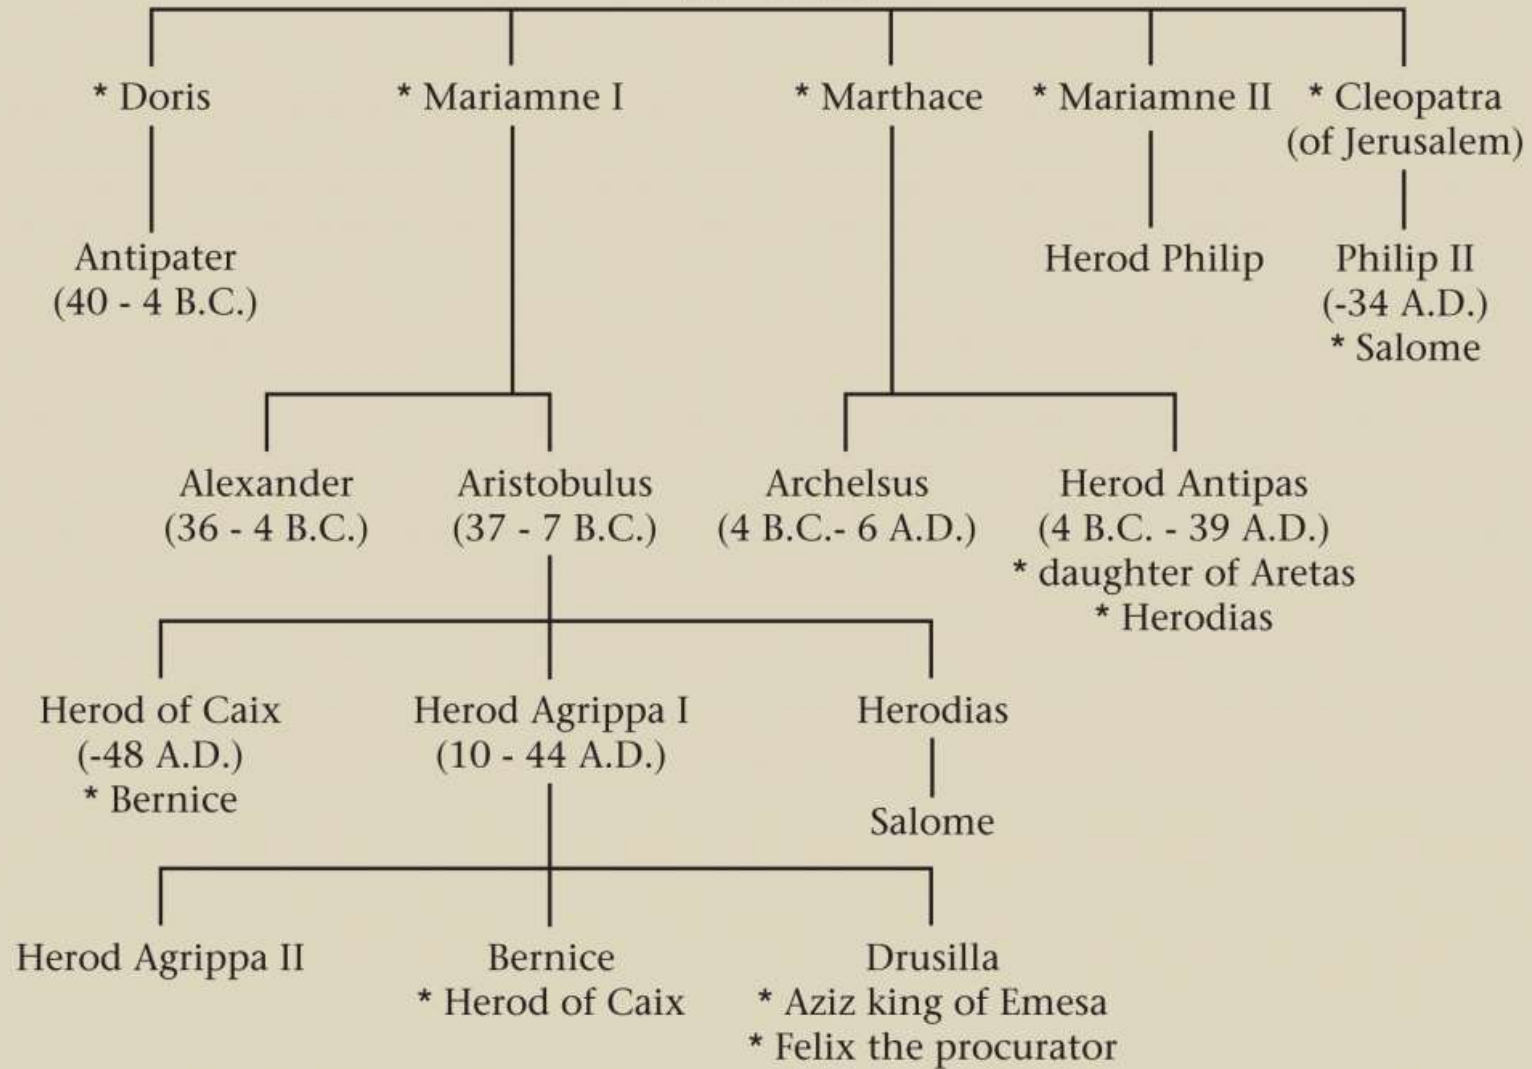 * Doris
* Mariamne I
* Marthace
* Mariamne II
* Cleopatra
(of Jerusalem)
Antipater
(40 - 4 B.C.)
Herod Philip
Philip II
(-34 A.D.)
* Salome
Alexander
(36 - 4 B.C.)
Aristobulus
(37 - 7 B.C.)
Archelsus
(4 B.C.- 6 A.D.)
Herod Antipas
(4 B.C. - 39 A.D.)
* daughter of Aretas
* Herodias
Herod of Caix
(-48 A.D.)
* Bernice
Herod Agrippa I
(10 - 44 A.D.)
Herodias
Salome
Herod Agrippa II
Bernice
* Herod of Caix
Drusilla
* Aziz king of Emesa
* Felix the procurator